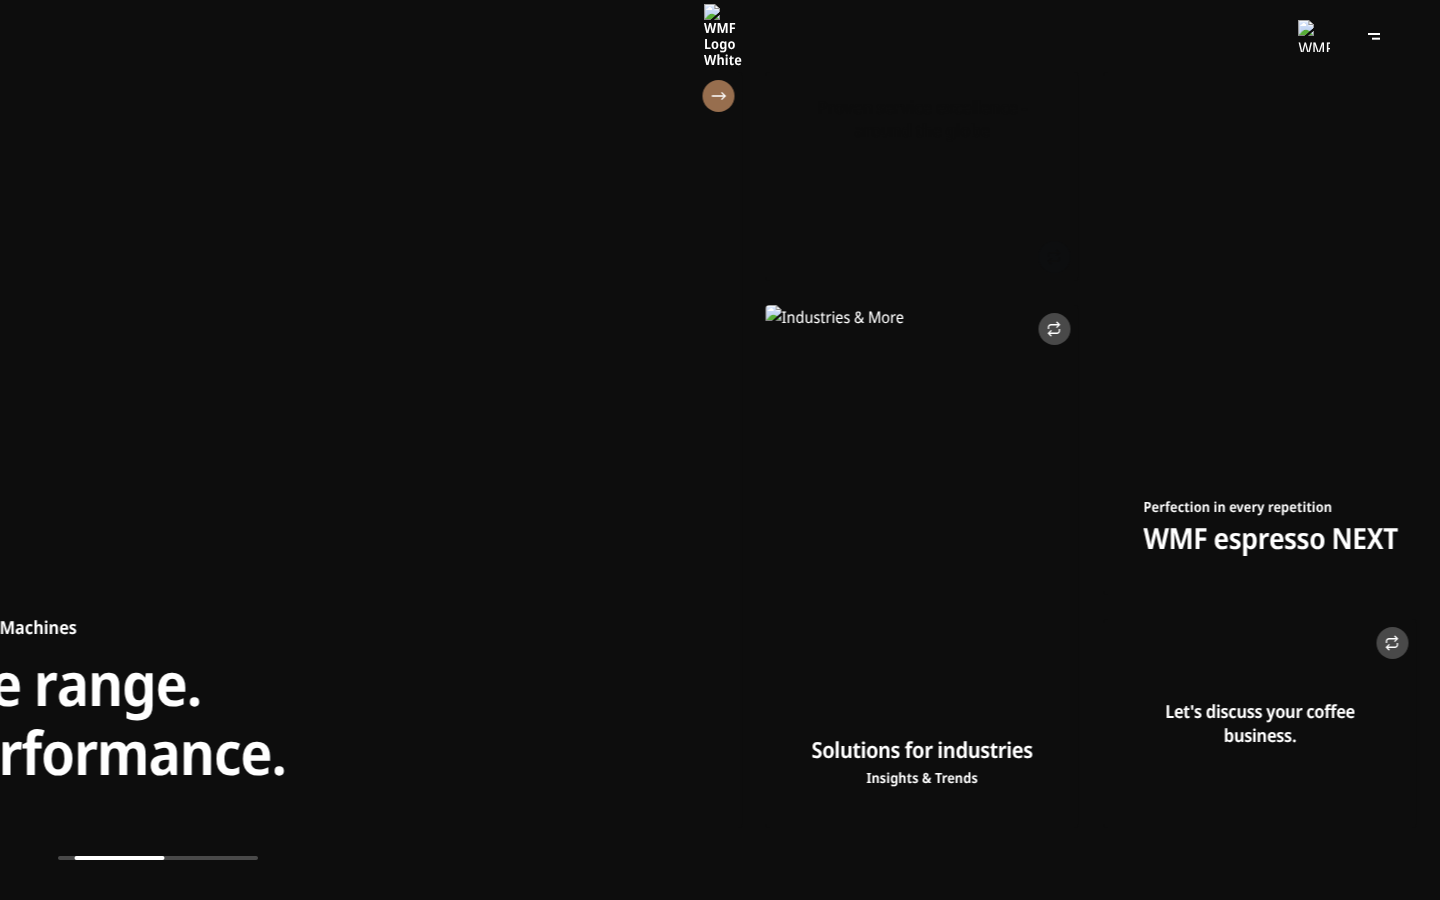 WMF
Logo
White
WMF
Industries & More
Perfection in every repetition
WMF espresso NEXT
Machines
e range.
rformance.
Let's discuss your coffee
business.
Solutions for industries
Insights & Trends